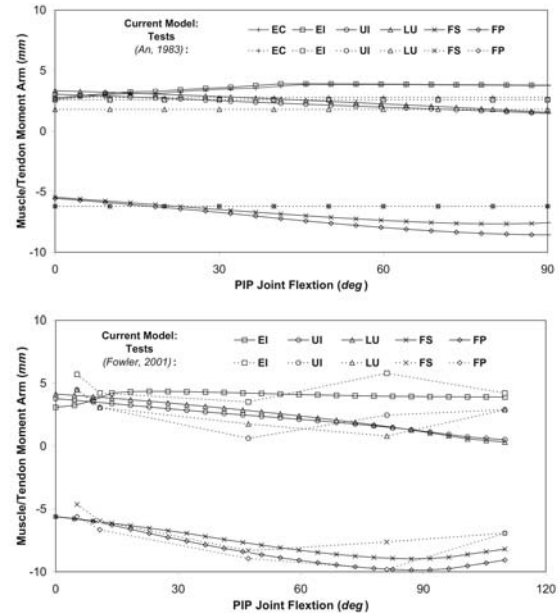 Current Model:
EC EI UI LU FS FP
Tests
(An, 1983) :
EC EI UI LU FS FP
Muscle/Tendon Moment Arm (mm)
10
5
0
-5
-10
0 30 60 90
PIP Joint Flextion (deg)
Current Model:
EI UI LU FS FP
Tests
(Fowler, 2001) :
EI UI LU FS FP
Muscle/Tendon Moment Arm (mm)
10
5
0
-5
-10
0 30 60 90 120
PIP Joint Flextion (deg)